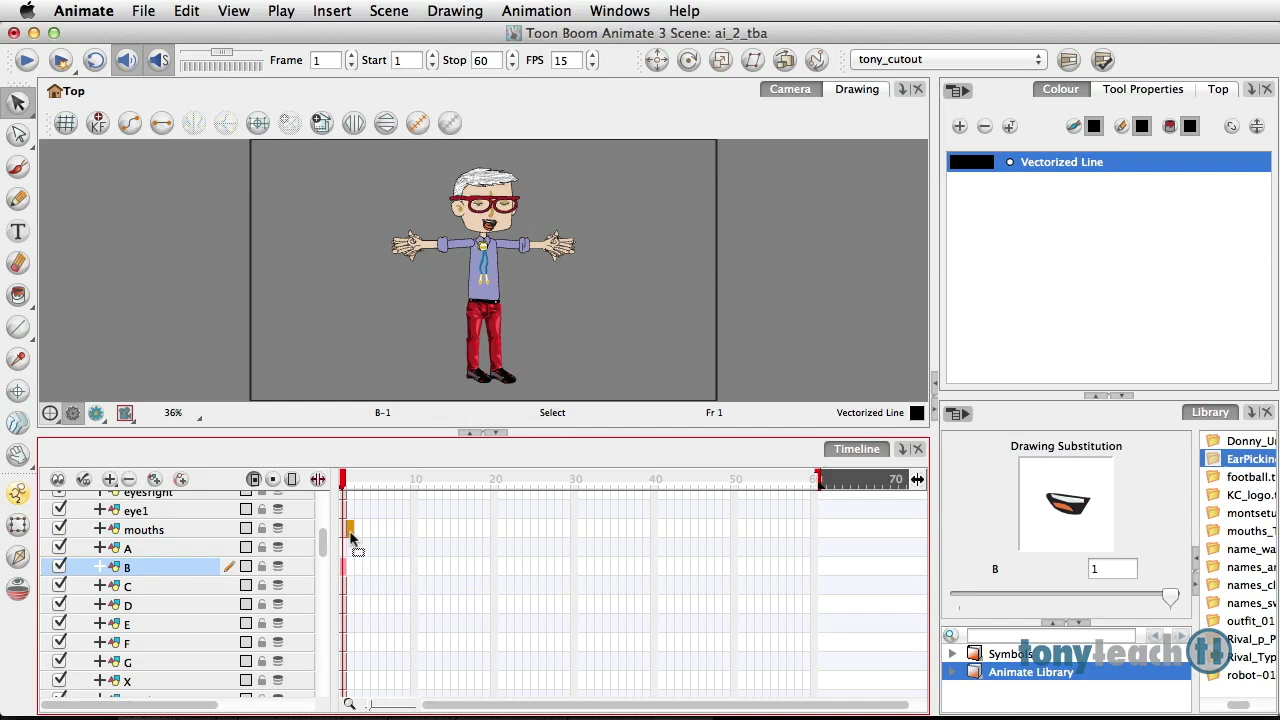 Animate File Edit View Play Insert Scene Drawing Animation Windows Help
Toon Boom Animate 3 Scene: ai_2_tba
Frame 1 Start 1 Stop 60 FPS 15 tony_cutout
Top Camera Drawing
Colour Tool Properties Top
KF
Vectorized Line
T
36% B-1 Select Fr 1 Vectorized Line
Library
Timeline
Drawing Substitution
10 20 30 40 50 60 70
eyesright
eye1
mouths
A
B
C
D
E
F
G
X
B 1
Donny_U
EarPickin
football.t
KC_logo.
montsetu
mouths_T
name_wa
names_ar
names_cl
names_sv
outfit_01
Rival_p_P
Rival_Typ
robot-01
Symbols
Animate Library
tonyteach